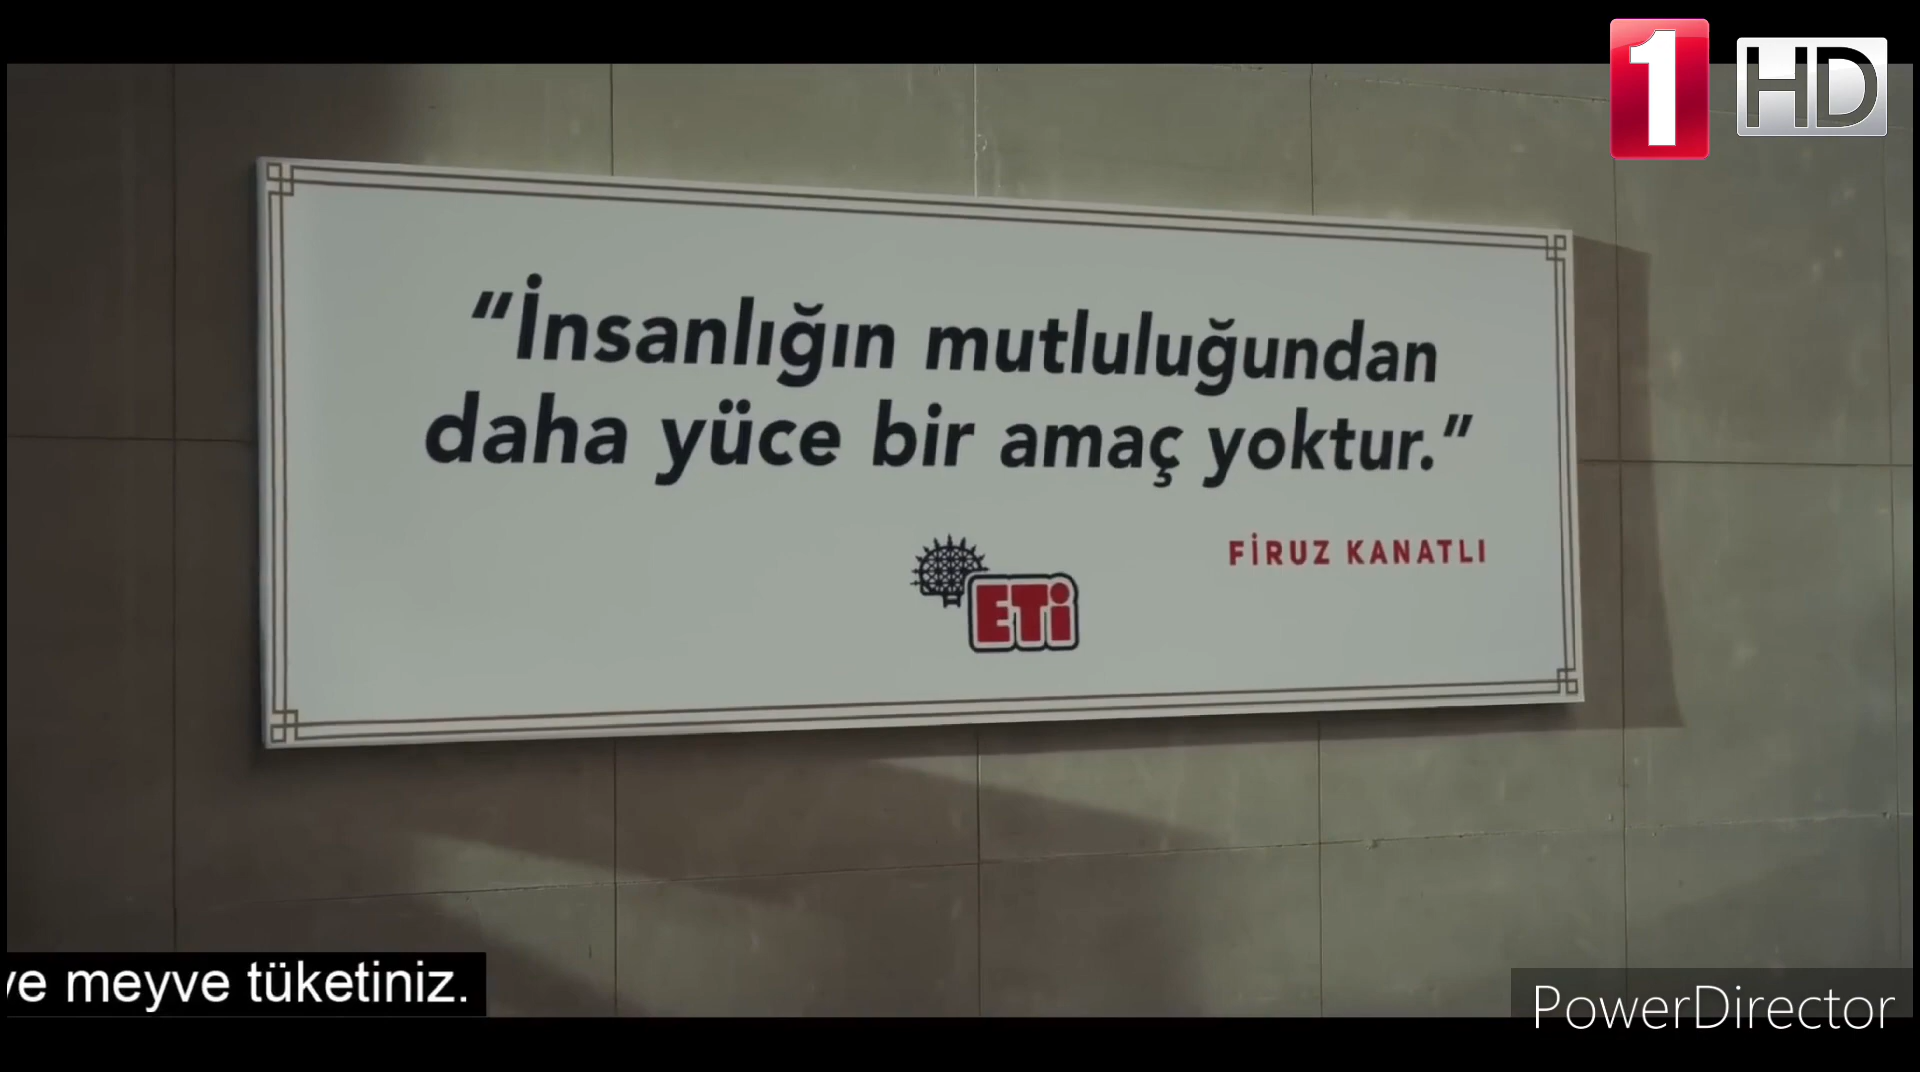 1 HD
“İnsanlığın mutluluğundan
daha yüce bir amaç yoktur.”
FİRUZ KANATLI
ETİ
ve meyve tüketiniz.
PowerDirector